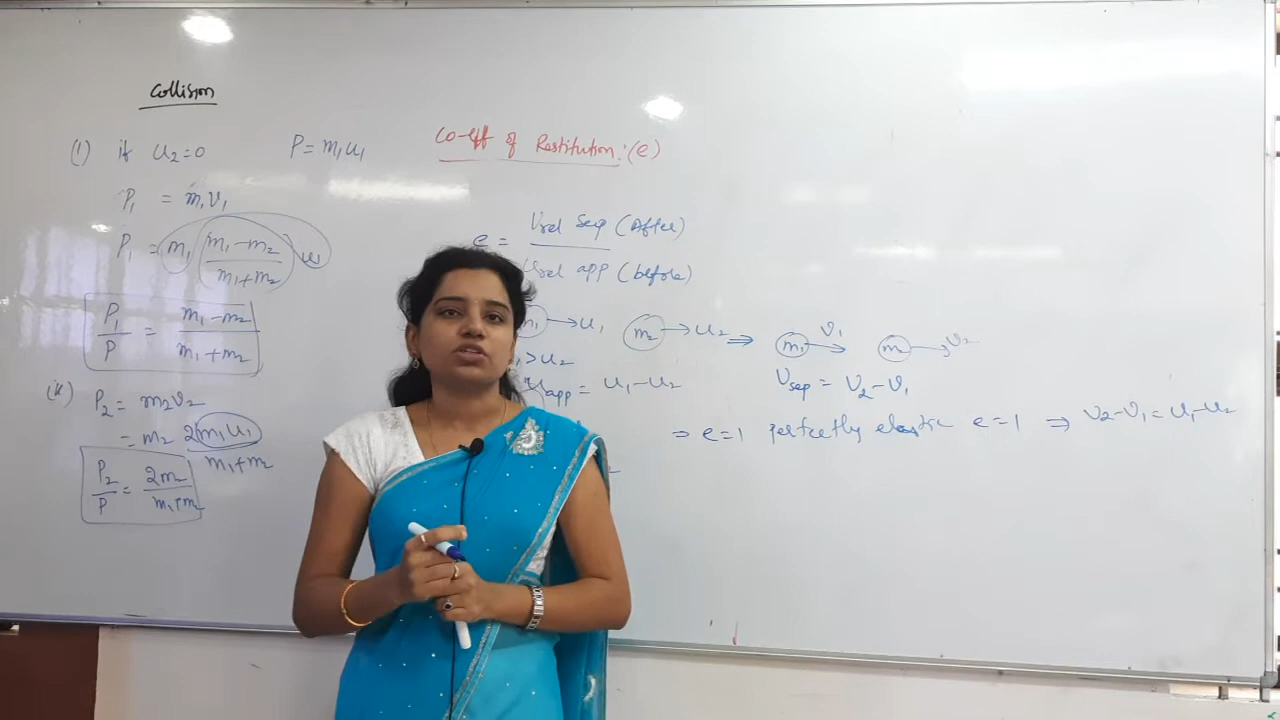 Collision
(1) if u₂=0 P= m₁u₁
P₁ = m₁v₁
P₁ = m₁ (m₁-m₂ / m₁+m₂) u₁
P₁/P = m₁-m₂ / m₁+m₂
(ii) P₂ = m₂v₂
= m₂ 2m₁u₁ / m₁+m₂
P₂/P = 2m₂ / m₁+m₂
Co-eff of Restitution:(e)
e = Vrel sep (After)
Vrel app (before)
→u₁ m₂ →u₂ ⇒ m₁ → v₁ m₂ → v₂
>u₂
app = u₁-u₂ Vsep = v₂-v₁
⇒ e=1 perfectly elastic e=1 ⇒ v₂-v₁=u₁-u₂